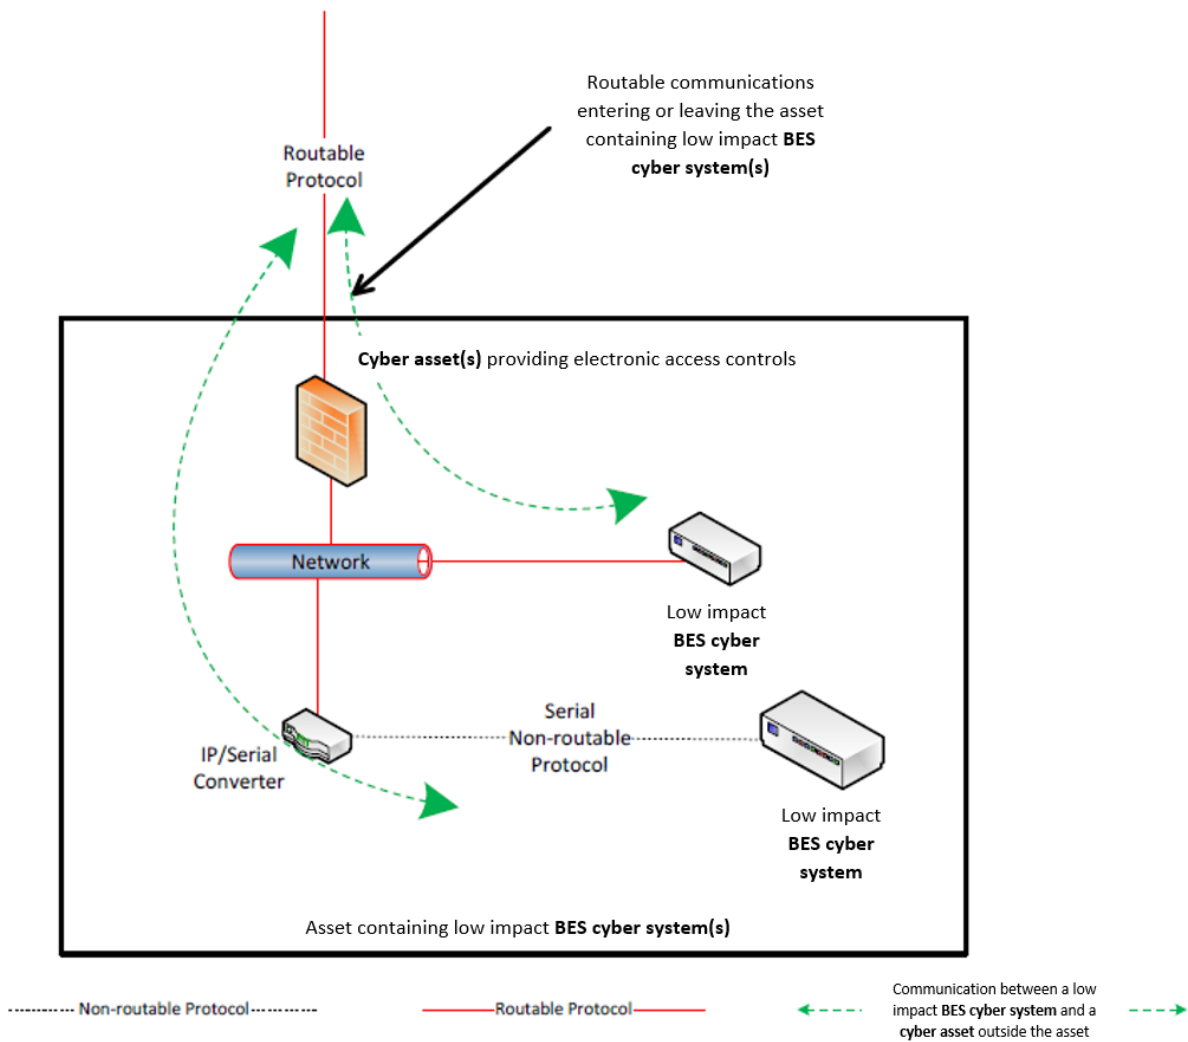 Routable communications
entering or leaving the asset
containing low impact BES
cyber system(s)
Routable
Protocol
Cyber asset(s) providing electronic access controls
Network
Low impact
BES cyber
system
Serial
Non-routable
Protocol
IP/Serial
Converter
Low impact
BES cyber
system
Asset containing low impact BES cyber system(s)
Non-routable Protocol
Routable Protocol
Communication between a low
impact BES cyber system and a
cyber asset outside the asset